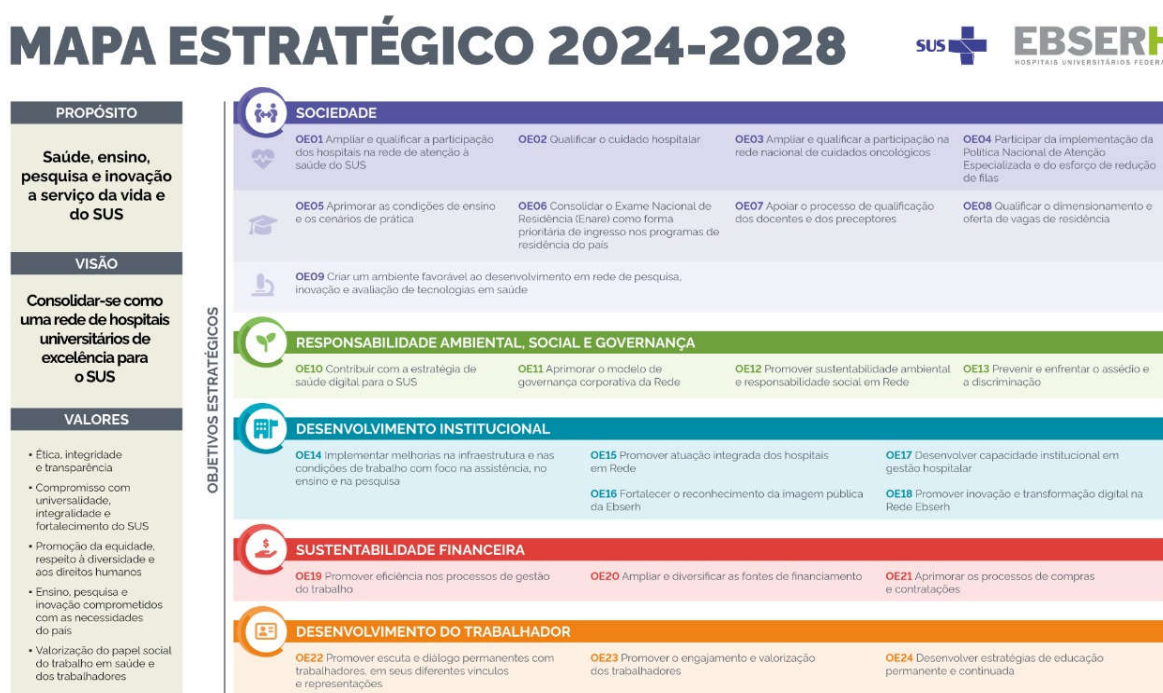 MAPA ESTRATÉGICO 2024-2028
SUS
EBSERH
HOSPITAIS UNIVERSITÁRIOS FEDERA
PROPÓSITO
Saúde, ensino,
pesquisa e inovação
a serviço da vida e
do SUS
VISÃO
Consolidar-se como
uma rede de hospitais
universitários de
excelência para
o SUS
VALORES
• Ética, integridade
e transparência
• Compromisso com
universalidade,
integralidade e
fortalecimento do SUS
• Promoção da equidade,
respeito à diversidade e
aos direitos humanos
• Ensino, pesquisa e
inovação comprometidos
com as necessidades
do país
• Valorização do papel social
do trabalho em saúde e
dos trabalhadores
OBJETIVOS ESTRATÉGICOS
SOCIEDADE
OE01 Ampliar e qualificar a participação
dos hospitais na rede de atenção à
saúde do SUS
OE02 Qualificar o cuidado hospitalar
OE03 Ampliar e qualificar a participação na
rede nacional de cuidados oncológicos
OE04 Participar da implementação da
Política Nacional de Atenção
Especializada e do esforço de redução
de filas
OE05 Aprimorar as condições de ensino
e os cenários de prática
OE06 Consolidar o Exame Nacional de
Residência (Enare) como forma
prioritária de ingresso nos programas de
residência do país
OE07 Apoiar o processo de qualificação
dos docentes e dos preceptores
OE08 Qualificar o dimensionamento e
oferta de vagas de residência
OE09 Criar um ambiente favorável ao desenvolvimento em rede de pesquisa,
inovação e avaliação de tecnologias em saúde
RESPONSABILIDADE AMBIENTAL, SOCIAL E GOVERNANÇA
OE10 Contribuir com a estratégia de
saúde digital para o SUS
OE11 Aprimorar o modelo de
governança corporativa da Rede
OE12 Promover sustentabilidade ambiental
e responsabilidade social em Rede
OE13 Prevenir e enfrentar o assédio e
a discriminação
DESENVOLVIMENTO INSTITUCIONAL
OE14 Implementar melhorias na infraestrutura e nas
condições de trabalho com foco na assistência, no
ensino e na pesquisa
OE15 Promover atuação integrada dos hospitais
em Rede
OE16 Fortalecer o reconhecimento da imagem pública
da Ebserh
OE17 Desenvolver capacidade institucional em
gestão hospitalar
OE18 Promover inovação e transformação digital na
Rede Ebserh
SUSTENTABILIDADE FINANCEIRA
OE19 Promover eficiência nos processos de gestão
do trabalho
OE20 Ampliar e diversificar as fontes de financiamento
OE21 Aprimorar os processos de compras
e contratações
DESENVOLVIMENTO DO TRABALHADOR
OE22 Promover escuta e diálogo permanentes com
trabalhadores, em seus diferentes vínculos
e representações
OE23 Promover o engajamento e valorização
dos trabalhadores
OE24 Desenvolver estratégias de educação
permanente e continuada